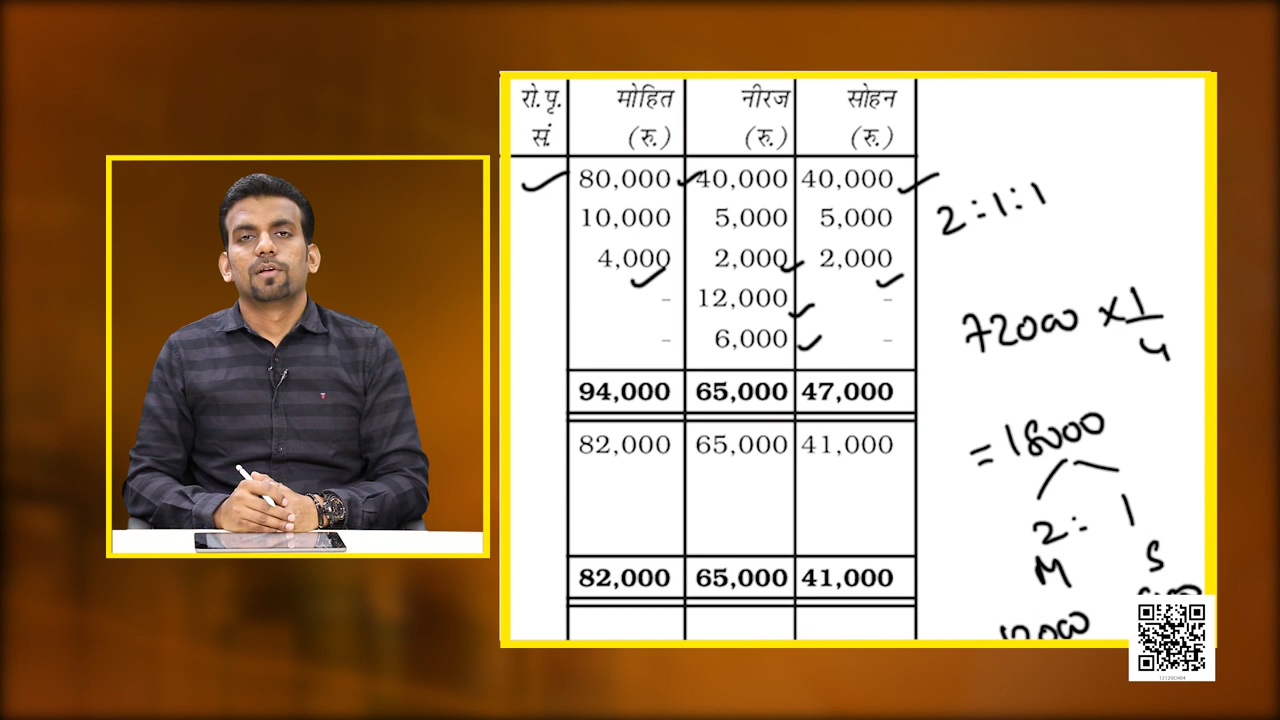 रो.पृ. मोहित नीरज सोहन
सं. (रु.) (रु.) (रु.)
80,000 40,000 40,000
10,000 5,000 5,000
4,000 2,000 2,000
- 12,000 -
- 6,000 -
94,000 65,000 47,000
82,000 65,000 41,000
82,000 65,000 41,000
2:1:1
72000 × 1/4
= 18000
2 : 1
M S
12000
12120CH04